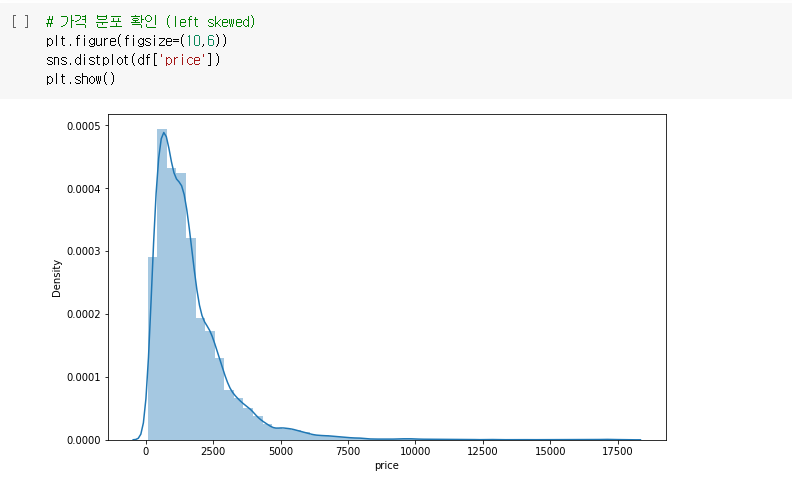 [ ] # 가격 분포 확인 (left skewed)
plt.figure(figsize=(10,6))
sns.distplot(df['price'])
plt.show()
0.0005
0.0004
0.0003
0.0002
0.0001
0.0000
Density
0 2500 5000 7500 10000 12500 15000 17500
price